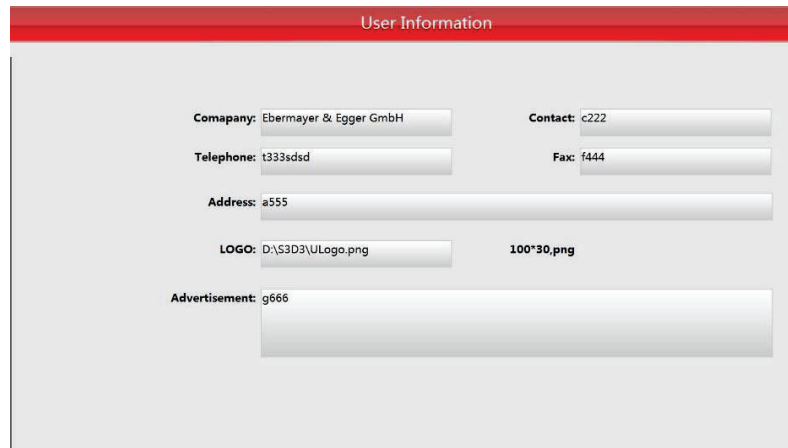 User Information
Comapany: Ebermayer & Egger GmbH Contact: c222
Telephone: t333sdsd Fax: f444
Address: a555
LOGO: D:\S3D3\ULogo.png 100*30,png
Advertisement: g666